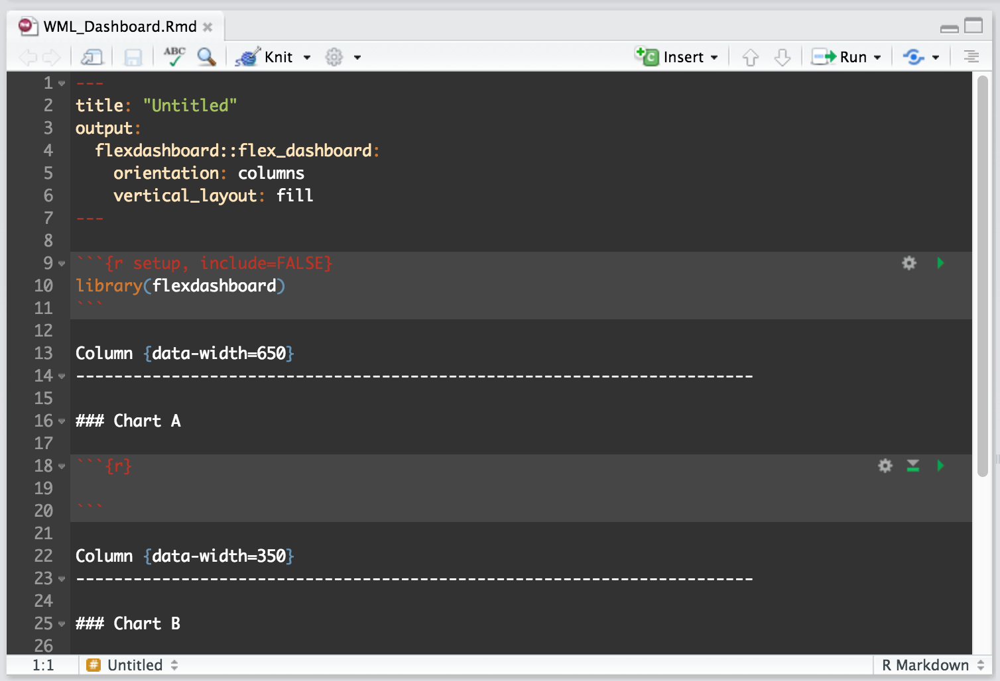 WML_Dashboard.Rmd
ABC Knit Insert Run
1 ---
2 title: "Untitled"
3 output:
4   flexdashboard::flex_dashboard:
5     orientation: columns
6     vertical_layout: fill
7 ---
8
9 ```{r setup, include=FALSE}
10 library(flexdashboard)
11 ```
12
13 Column {data-width=650}
14 -----------------------------------------------------------------------
15
16 ### Chart A
17
18 ```{r}
19
20 ```
21
22 Column {data-width=350}
23 -----------------------------------------------------------------------
24
25 ### Chart B
26
1:1 # Untitled R Markdown